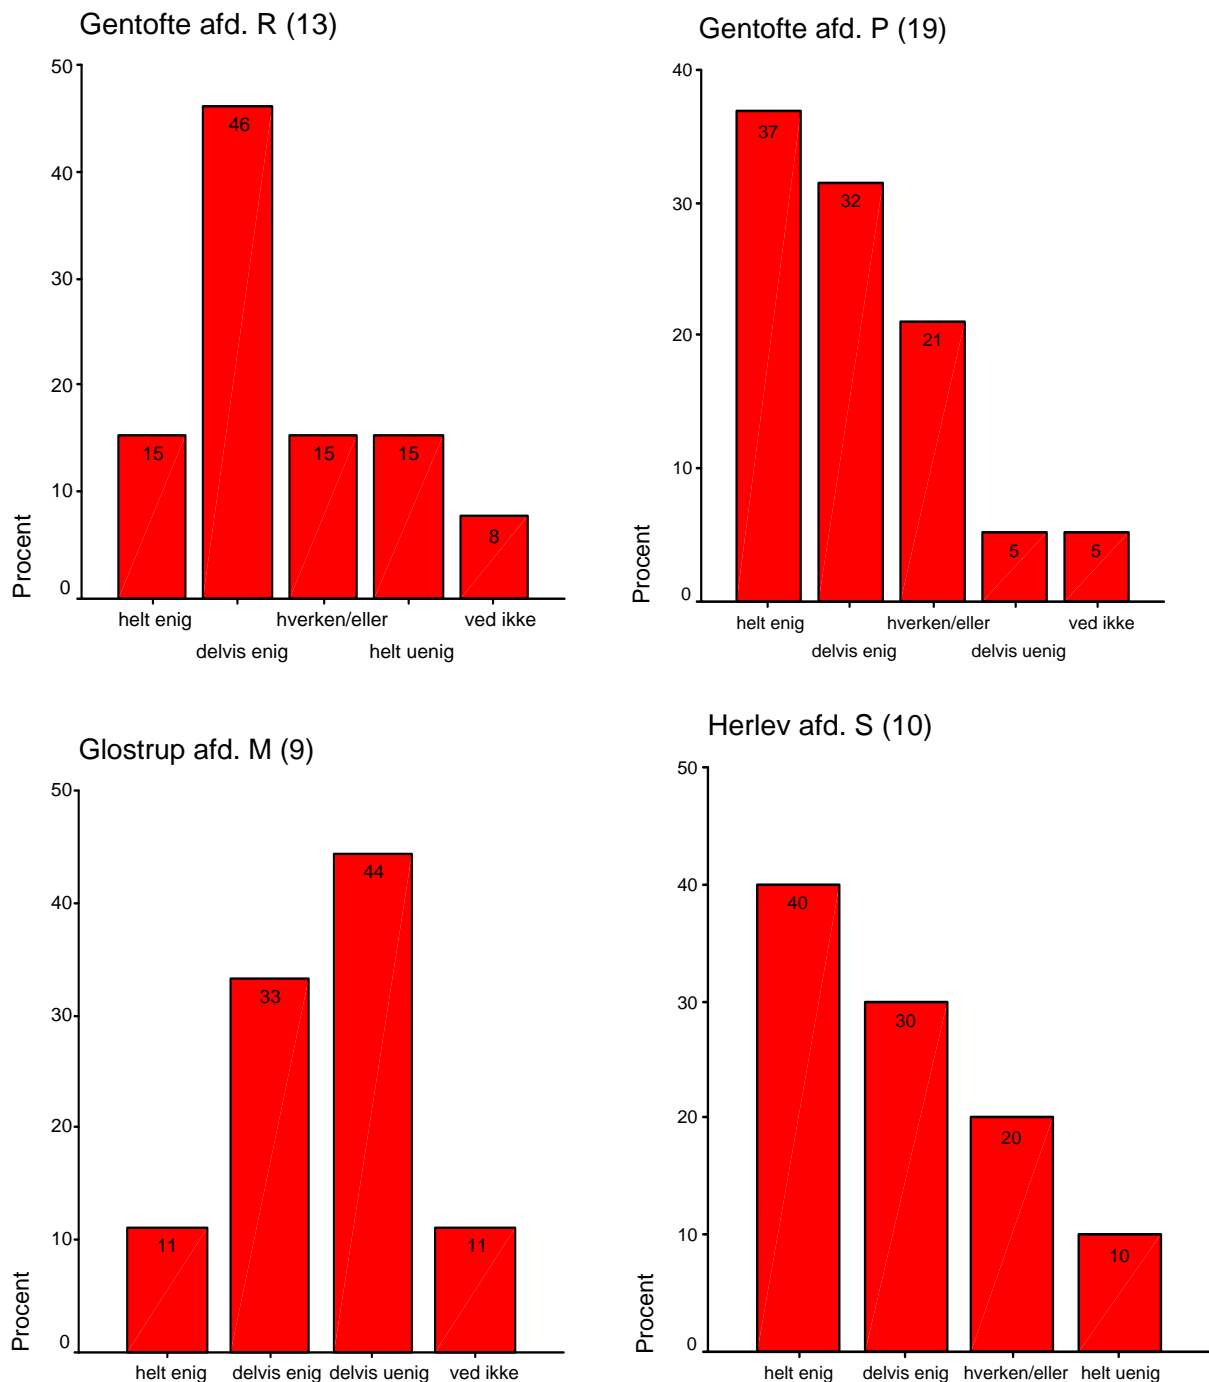 Gentofte afd. R (13)
50
40
30
20
10
0
Procent
46
15
15
15
8
helt enig
hverken/eller
ved ikke
delvis enig
helt uenig
Gentofte afd. P (19)
40
30
20
10
0
Procent
37
32
21
5
5
helt enig
hverken/eller
ved ikke
delvis enig
delvis uenig
Glostrup afd. M (9)
50
40
30
20
10
0
Procent
11
33
44
11
helt enig
delvis enig
delvis uenig
ved ikke
Herlev afd. S (10)
50
40
30
20
10
0
Procent
40
30
20
10
helt enig
delvis enig
hverken/eller
helt uenig